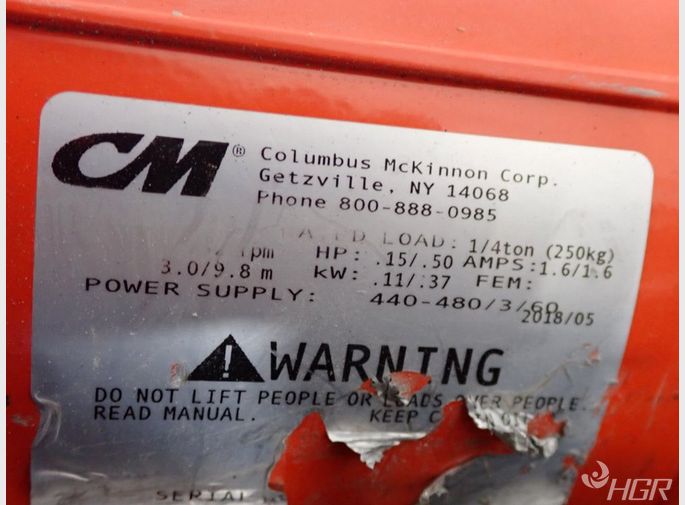 CM® Columbus McKinnon Corp.
Getzville, NY 14068
Phone 800-888-0985
LOAD: 1/4ton (250kg)
HP: .15/.50 AMPS:1.6/1.6
3.0/9.8 m kW: .11/.37 FEM:
POWER SUPPLY: 440-480/3/60
2018/05
WARNING
DO NOT LIFT PEOPLE OR LOADS OVER PEOPLE.
READ MANUAL. KEEP
SERIAL
HGR